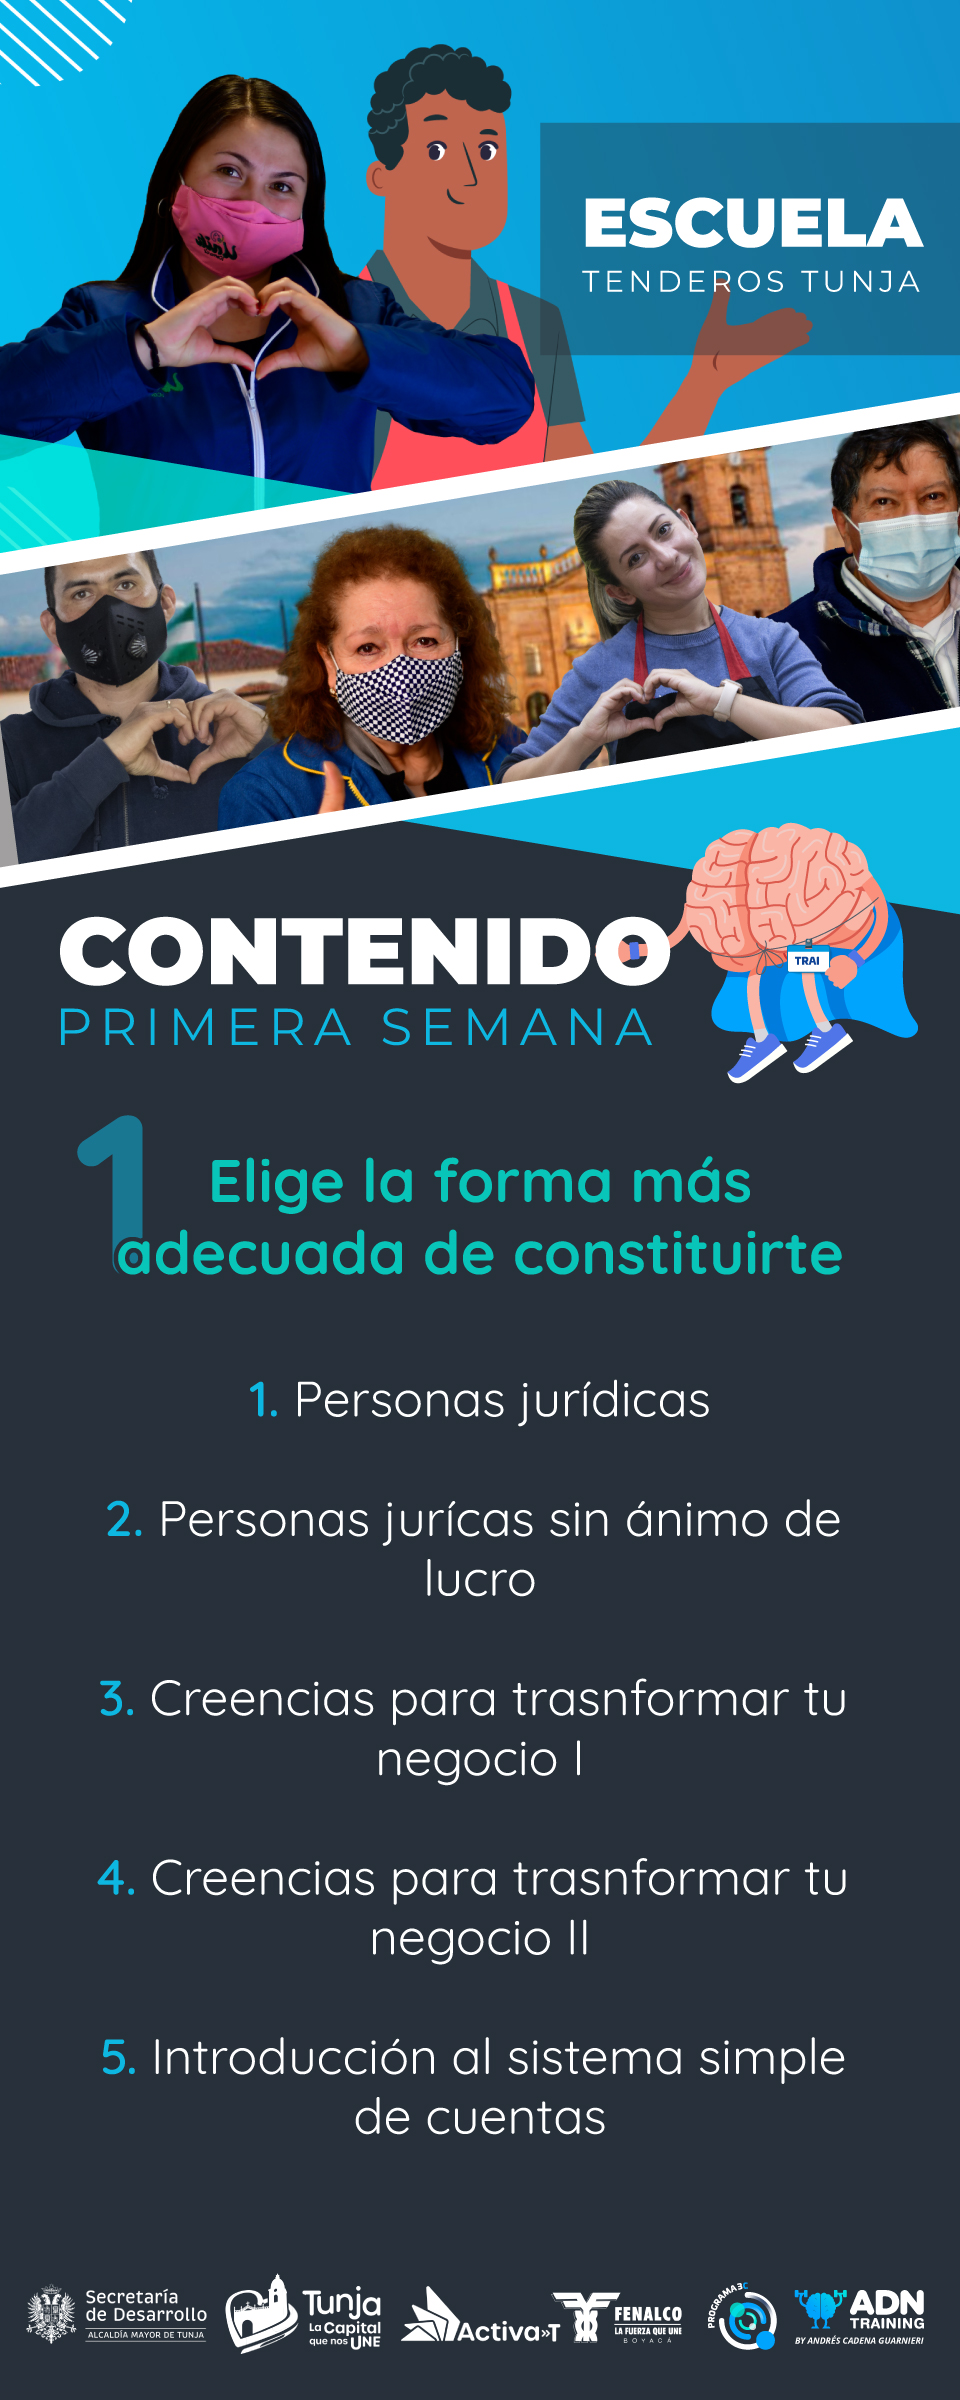 ESCUELA
TENDEROS TUNJA
CONTENIDO
PRIMERA SEMANA
TRAI
1
Elige la forma más
adecuada de constituirte
1. Personas jurídicas
2. Personas jurícas sin ánimo de
lucro
3. Creencias para trasnformar tu
negocio I
4. Creencias para trasnformar tu
negocio II
5. Introducción al sistema simple
de cuentas
Secretaría
de Desarrollo
ALCALDÍA MAYOR DE TUNJA
Tunja
La Capital
que nos UNE
Activa»T
FENALCO
LA FUERZA QUE UNE
BOYACÁ
PROGRAMA3C
ADN
TRAINING
BY ANDRÉS CADENA GUARNIERI